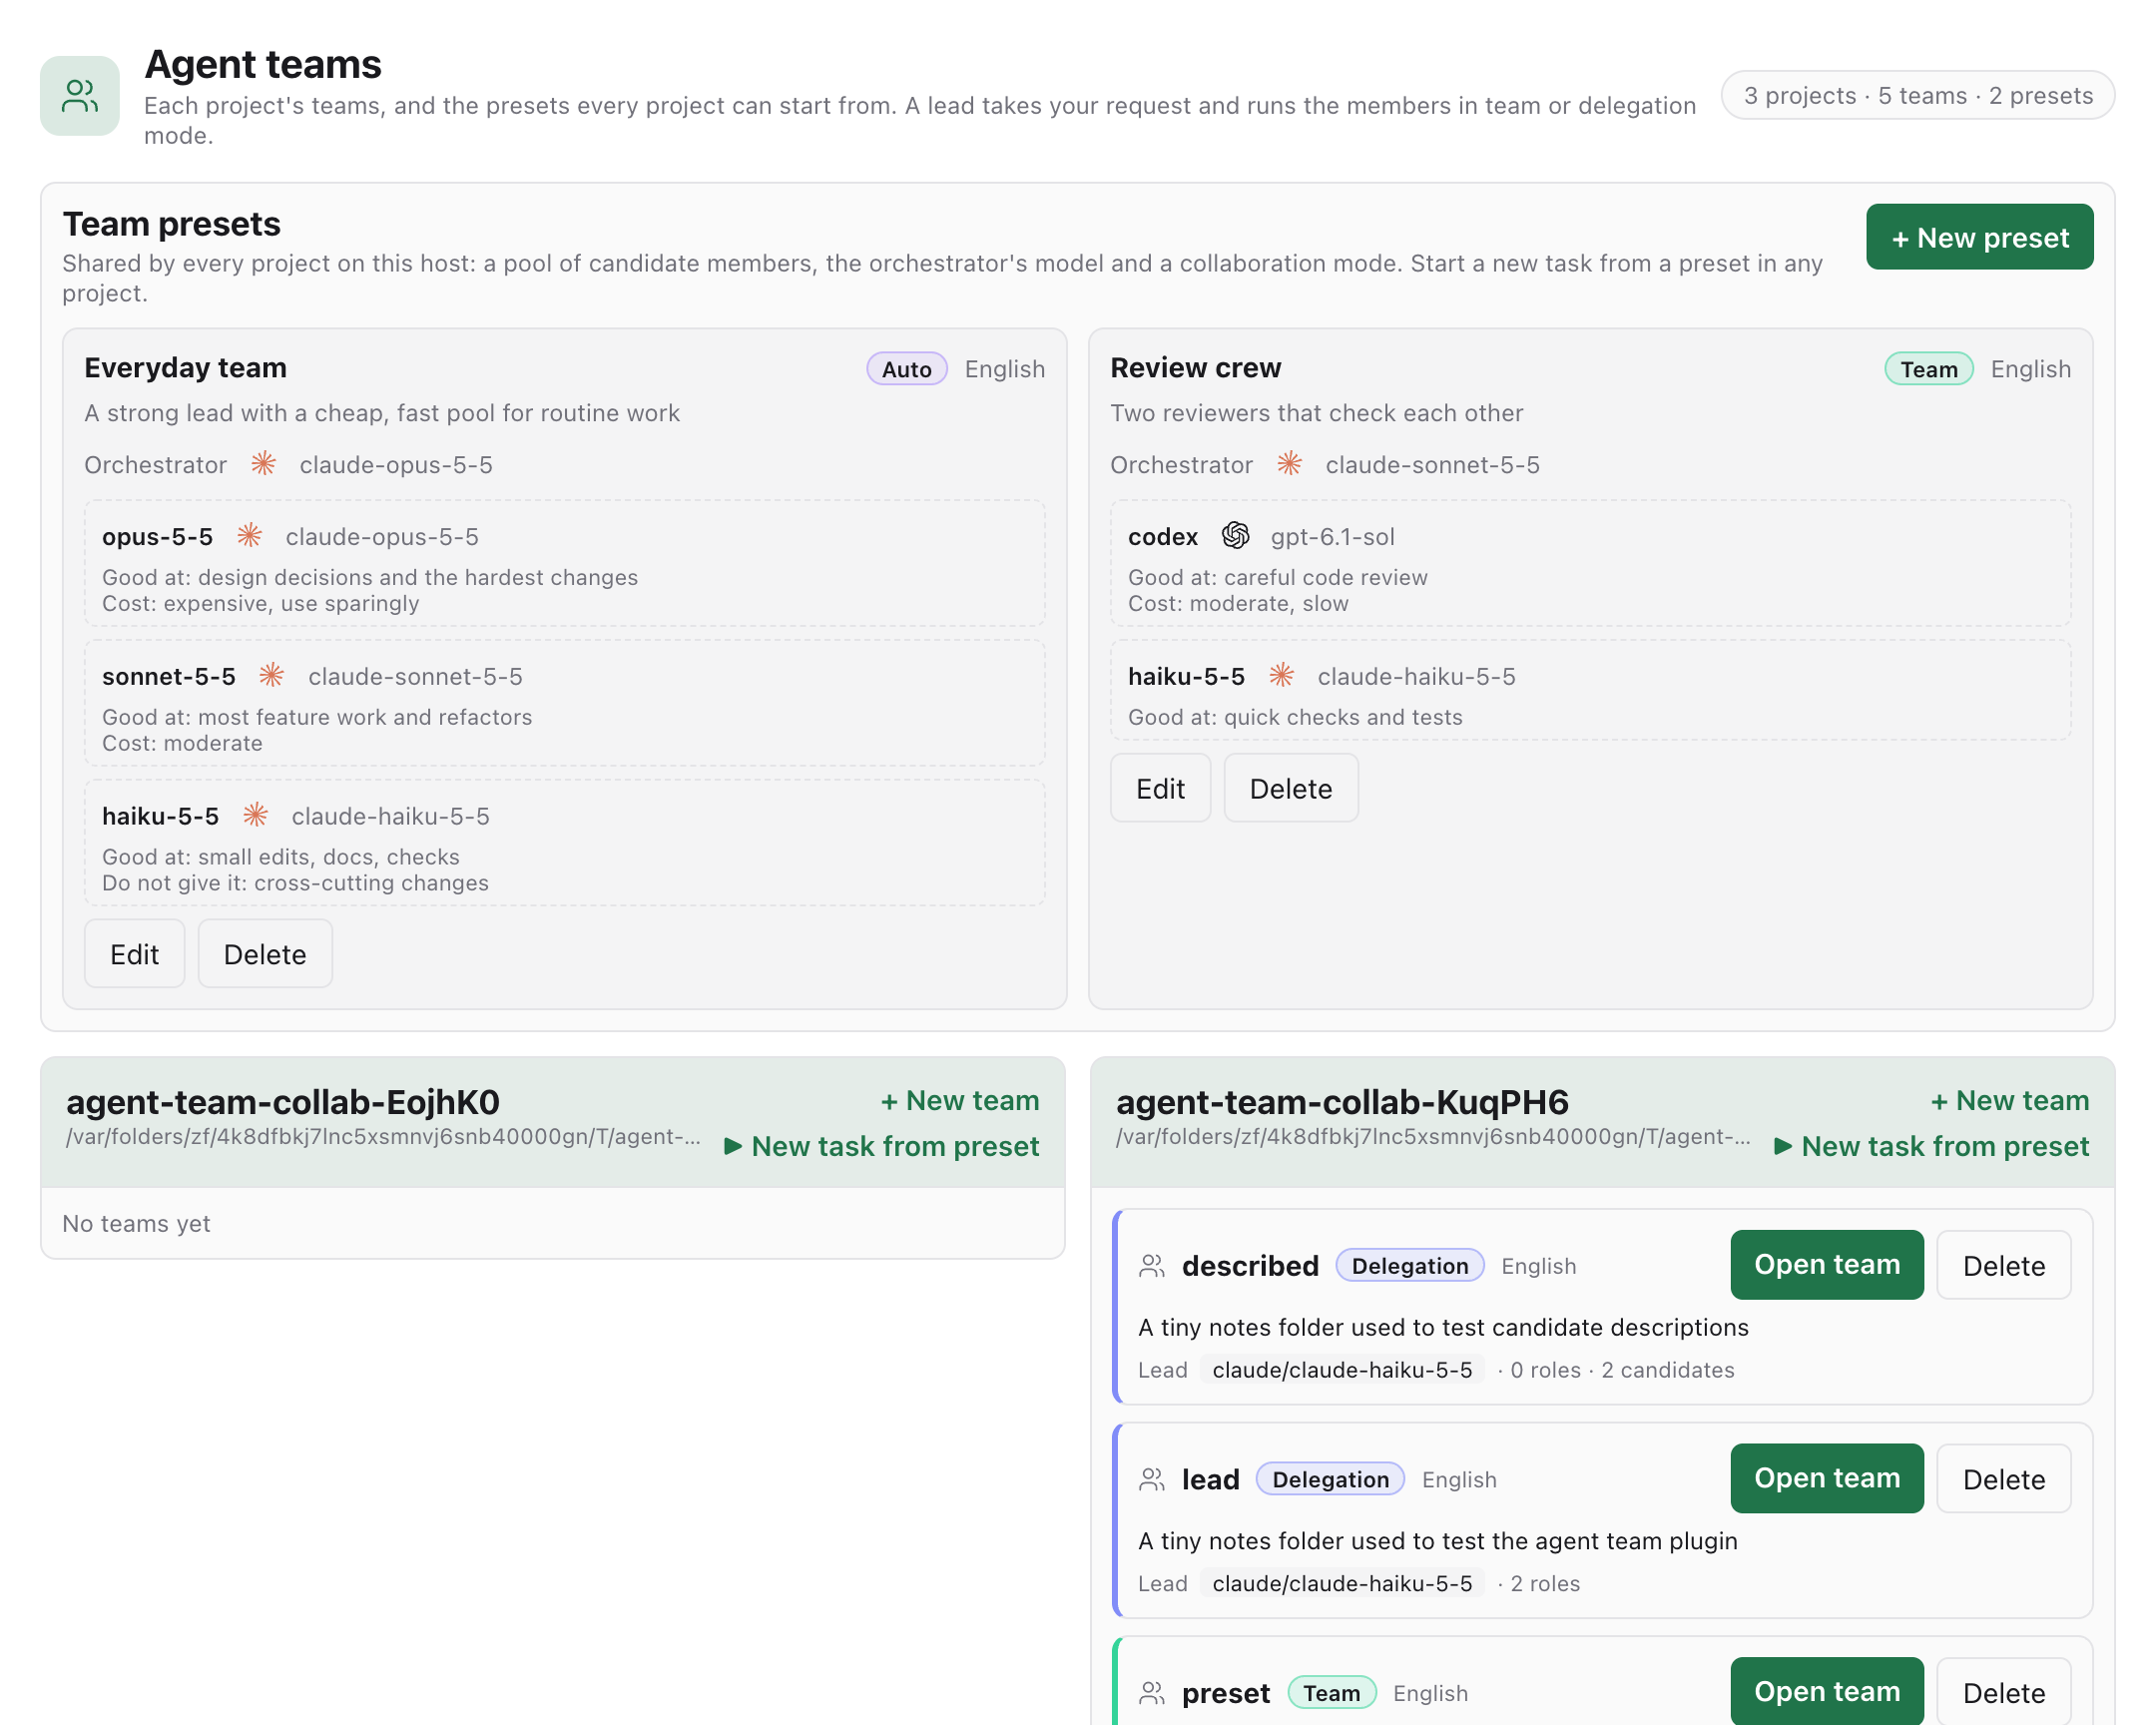 Agent teams
Each project's teams, and the presets every project can start from. A lead takes your request and runs the members in team or delegation
mode.
3 projects · 5 teams · 2 presets
Team presets
Shared by every project on this host: a pool of candidate members, the orchestrator's model and a collaboration mode. Start a new task from a preset in any
project.
+ New preset
Everyday team
Auto English
A strong lead with a cheap, fast pool for routine work
Orchestrator claude-opus-5-5
opus-5-5 claude-opus-5-5
Good at: design decisions and the hardest changes
Cost: expensive, use sparingly
sonnet-5-5 claude-sonnet-5-5
Good at: most feature work and refactors
Cost: moderate
haiku-5-5 claude-haiku-5-5
Good at: small edits, docs, checks
Do not give it: cross-cutting changes
Edit Delete
Review crew
Team English
Two reviewers that check each other
Orchestrator claude-sonnet-5-5
codex gpt-6.1-sol
Good at: careful code review
Cost: moderate, slow
haiku-5-5 claude-haiku-5-5
Good at: quick checks and tests
Edit Delete
agent-team-collab-EojhK0
+ New team
/var/folders/zf/4k8dfbkj7lnc5xsmnvj6snb40000gn/T/agent-...
▶ New task from preset
No teams yet
agent-team-collab-KuqPH6
+ New team
/var/folders/zf/4k8dfbkj7lnc5xsmnvj6snb40000gn/T/agent-...
▶ New task from preset
described Delegation English
Open team Delete
A tiny notes folder used to test candidate descriptions
Lead claude/claude-haiku-5-5 · 0 roles · 2 candidates
lead Delegation English
Open team Delete
A tiny notes folder used to test the agent team plugin
Lead claude/claude-haiku-5-5 · 2 roles
preset Team English
Open team Delete